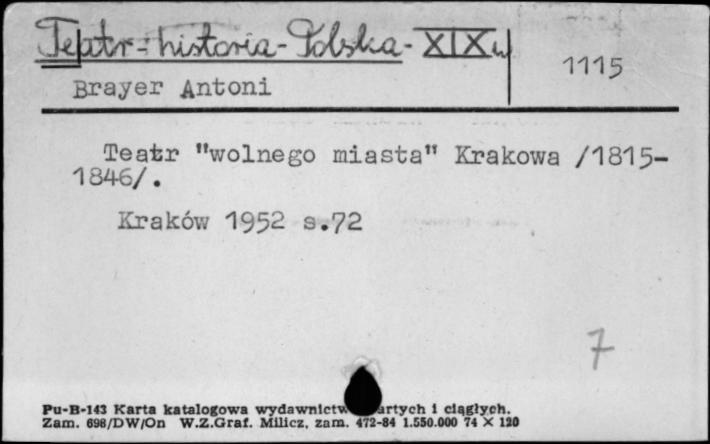 Teatr - historia - Polska - XIX w
1115
Brayer Antoni
Teatr "wolnego miasta" Krakowa /1815-
1846/.
Kraków 1952 s.72
7
Pu-B-143 Karta katalogowa wydawnictw i ciągłych.
Zam. 698/DW/On W.Z.Graf. Milicz, zam. 472-84 1.550.000 74 X 120